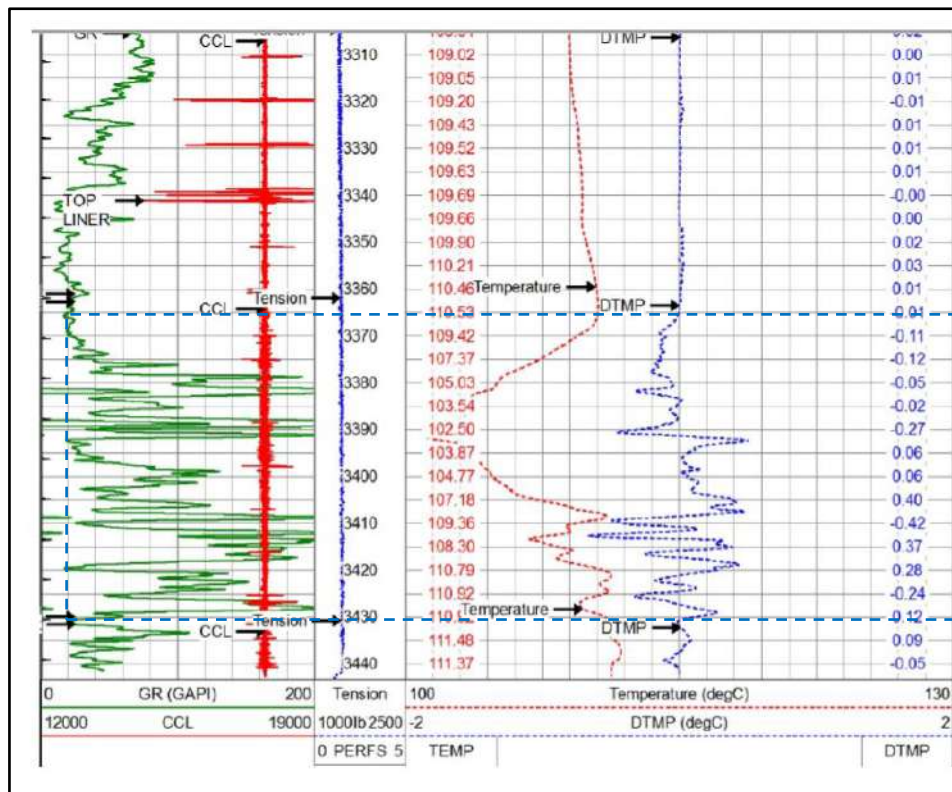 GR CCL DTMP
3310 109.02 0.00
109.05 0.01
3320 109.20 -0.01
109.43 0.01
3330 109.52 0.01
109.63 0.01
3340 109.69 -0.00
TOP
LINER 109.66 0.00
3350 109.90 0.02
110.21 0.03
3360 110.46 Temperature 0.01
CCL Tension 110.53 DTMP
3370 109.42 -0.11
107.37 -0.12
3380 105.03 -0.05
103.54 -0.02
3390 102.50 -0.27
103.87 0.06
3400 104.77 0.06
107.18 0.40
3410 109.36 -0.42
108.30 0.37
3420 110.79 0.28
110.92 -0.24
3430 Temperature 0.12
CCL Tension 111.48 DTMP 0.09
3440 111.37 -0.05
0 GR (GAPI) 200 Tension 100 Temperature (degC) 130
12000 CCL 19000 1000 lb 2500 -2 DTMP (degC) 2
0 PERFS 5 TEMP DTMP